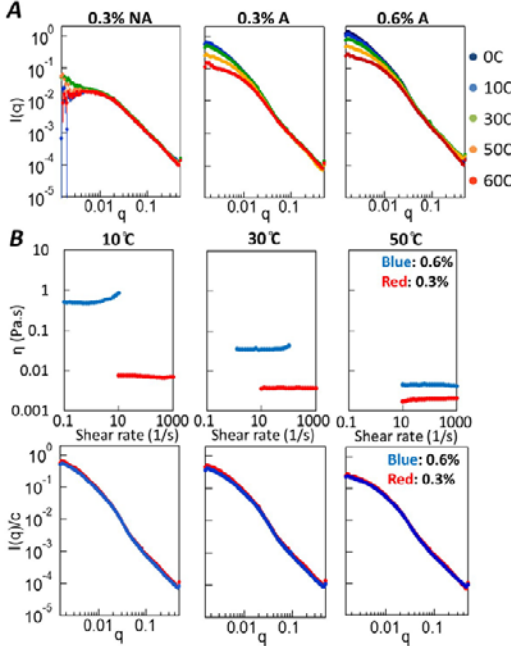 A
0.3% NA
0.3% A
0.6% A
I(q)
10⁰
10⁻¹
10⁻²
10⁻³
10⁻⁴
10⁻⁵
0.01 0.1
0.01 0.1
0.01 0.1
q
q
q
0C
10C
30C
50C
60C
B
10℃
30℃
50℃
η (Pa.s)
10
1
0.1
0.01
0.001
Blue: 0.6%
Red: 0.3%
0.1 10 1000
0.1 10 1000
0.1 10 1000
Shear rate (1/s)
Shear rate (1/s)
Shear rate (1/s)
I(q)/c
10⁰
10⁻¹
10⁻²
10⁻³
10⁻⁴
10⁻⁵
Blue: 0.6%
Red: 0.3%
0.01 0.1
0.01 0.1
0.01 0.1
q
q
q